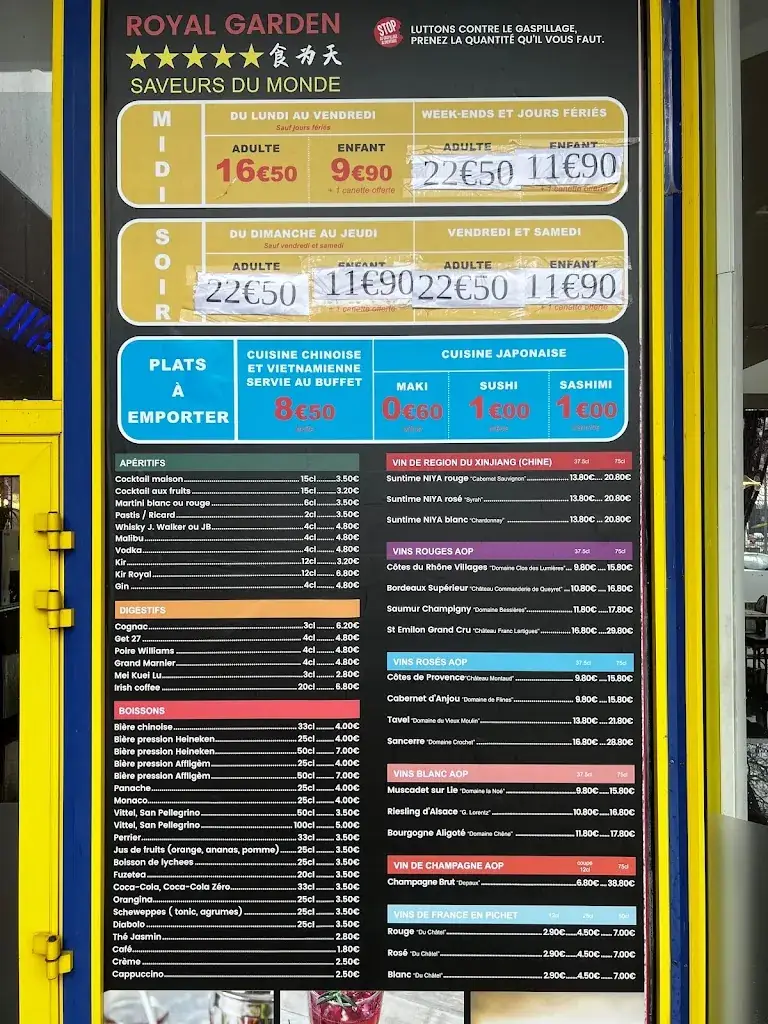 ROYAL GARDEN
★★★★★食为天
SAVEURS DU MONDE
STOP
LUTTONS CONTRE LE GASPILLAGE,
PRENEZ LA QUANTITÉ QU'IL VOUS FAUT.
MIDI
DU LUNDI AU VENDREDI
Sauf jours fériés
ADULTE ENFANT
16€50 9€90
+ 1 canette offerte
WEEK-ENDS ET JOURS FÉRIÉS
ADULTE ENFANT
22€50 11€90
+ 1 canette offerte
SOIR
DU DIMANCHE AU JEUDI
Sauf vendredi et samedi
ADULTE ENFANT
22€50 11€90
+ 1 canette offerte
VENDREDI ET SAMEDI
ADULTE ENFANT
22€50 11€90
+ 1 canette offerte
PLATS
À
EMPORTER
CUISINE CHINOISE
ET VIETNAMIENNE
SERVIE AU BUFFET
8€50
CUISINE JAPONAISE
MAKI SUSHI SASHIMI
0€60 1€00 1€00
APÉRITIFS
Cocktail maison 15cl 3.50€
Cocktail aux fruits 15cl 3.20€
Martini blanc ou rouge 6cl 3.50€
Pastis / Ricard 2cl 3.50€
Whisky J. Walker ou JB 4cl 4.80€
Malibu 4cl 4.80€
Vodka 4cl 4.80€
Kir 12cl 3.20€
Kir Royal 12cl 6.80€
Gin 4cl 4.80€
DIGESTIFS
Cognac 3cl 6.20€
Get 27 4cl 4.80€
Poire Williams 4cl 4.80€
Grand Marnier 4cl 4.80€
Mei Kuei Lu 3cl 2.80€
Irish coffee 20cl 6.80€
BOISSONS
Bière chinoise 33cl 4.00€
Bière pression Heineken 25cl 4.00€
Bière pression Heineken 50cl 7.00€
Bière pression Affligèm 25cl 4.00€
Bière pression Affligèm 50cl 7.00€
Panache 25cl 4.00€
Monaco 25cl 4.00€
Vittel, San Pellegrino 50cl 3.50€
Vittel, San Pellegrino 100cl 5.00€
Perrier 33cl 3.50€
Jus de fruits (orange, ananas, pomme) 25cl 3.50€
Boisson de lychees 25cl 3.50€
Fuzetea 20cl 3.50€
Coca-Cola, Coca-Cola Zéro 33cl 3.50€
Orangina 25cl 3.50€
Scheweppes ( tonic, agrumes) 25cl 3.50€
Diabolo 25cl 3.50€
Thé Jasmin 2.80€
Café 1.80€
Crème 2.50€
Cappuccino 2.50€
VIN DE REGION DU XINJIANG (CHINE) 37.5cl 75cl
Suntime NIYA rouge "Cabernet Sauvignon" 13.80€ 20.80€
Suntime NIYA rosé "Syrah" 13.80€ 20.80€
Suntime NIYA blanc "Chardonnay" 13.80€ 20.80€
VINS ROUGES AOP 37.5cl 75cl
Côtes du Rhône Villages "Domaine Clos des Lumières" 9.80€ 15.80€
Bordeaux Supérieur "Château Commanderie de Queyret" 10.80€ 16.80€
Saumur Champigny "Domaine Bessières" 11.80€ 17.80€
St Emilon Grand Cru "Château Franc Lartigues" 16.80€ 29.80€
VINS ROSÉS AOP 37.5cl 75cl
Côtes de Provence "Château Montaud" 9.80€ 15.80€
Cabernet d'Anjou "Domaine de Flines" 9.80€ 15.80€
Tavel "Domaine du Vieux Moulin" 13.80€ 21.80€
Sancerre "Domaine Crochet" 16.80€ 28.80€
VINS BLANC AOP 37.5cl 75cl
Muscadet sur Lie "Domaine la Noë" 9.80€ 15.80€
Riesling d'Alsace "G. Lorentz" 10.80€ 16.80€
Bourgogne Aligoté "Domaine Chêne" 11.80€ 17.80€
VIN DE CHAMPAGNE AOP coupe 12cl 75cl
Champagne Brut "Depaux" 6.80€ 38.80€
VINS DE FRANCE EN PICHET 12cl 25cl 50cl
Rouge "Du Châtel" 2.90€ 4.50€ 7.00€
Rosé "Du Châtel" 2.90€ 4.50€ 7.00€
Blanc "Du Châtel" 2.90€ 4.50€ 7.00€